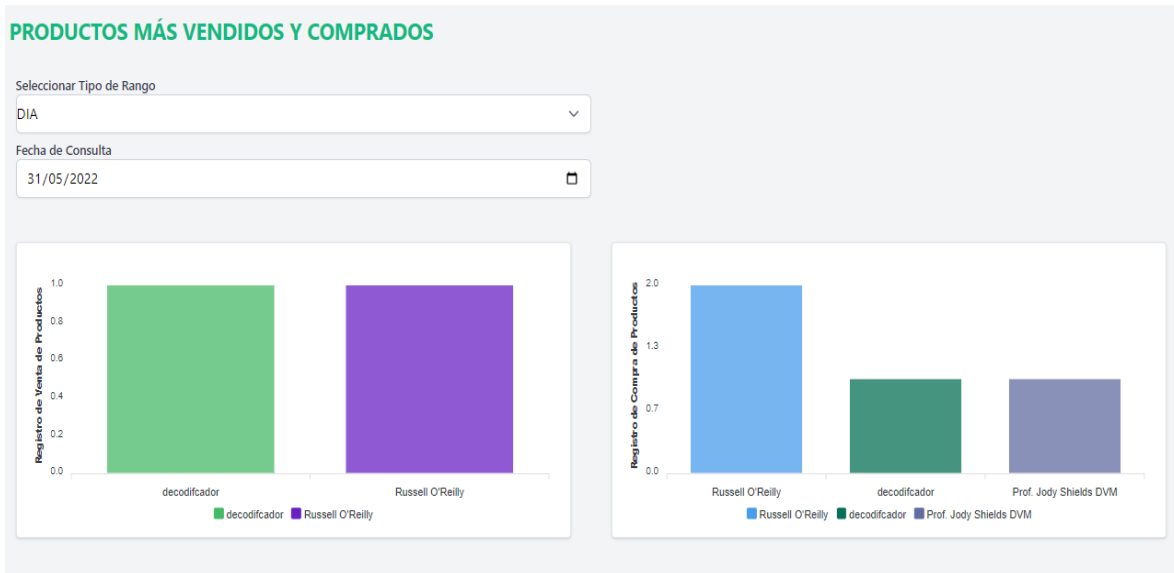 PRODUCTOS MÁS VENDIDOS Y COMPRADOS
Seleccionar Tipo de Rango
DIA
Fecha de Consulta
31/05/2022
Registro de Venta de Productos
1.0
0.8
0.6
0.4
0.2
0.0
decodifcador
Russell O'Reilly
decodifcador Russell O'Reilly
Registro de Compra de Productos
2.0
1.3
0.7
0.0
Russell O'Reilly
decodifcador
Prof. Jody Shields DVM
Russell O'Reilly decodifcador Prof. Jody Shields DVM